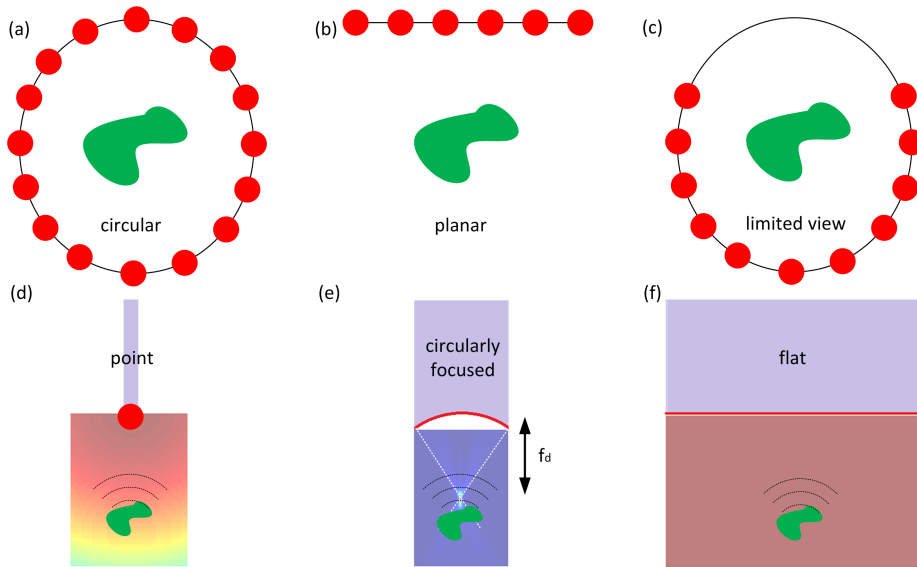 (a)
(b)
(c)
circular
planar
limited view
(d)
(e)
(f)
point
circularly
focused
flat
fd